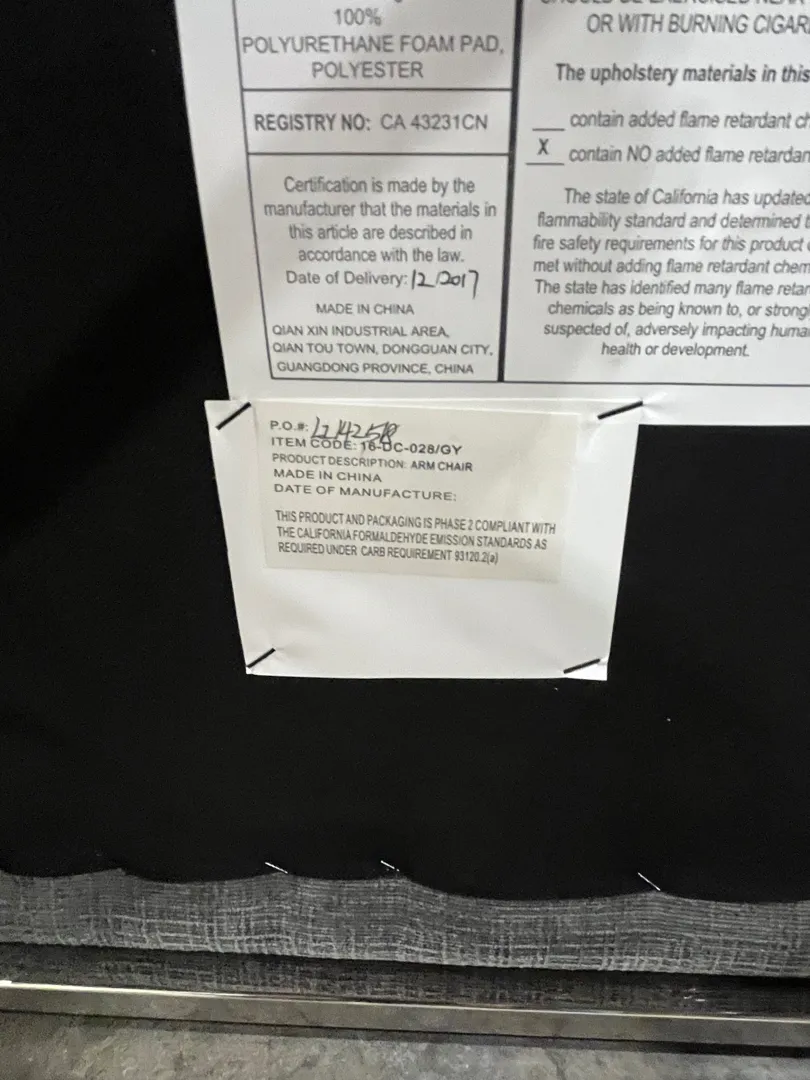 100%
POLYURETHANE FOAM PAD,
POLYESTER
REGISTRY NO: CA 43231CN
Certification is made by the
manufacturer that the materials in
this article are described in
accordance with the law.
Date of Delivery: 12/2017
MADE IN CHINA
QIAN XIN INDUSTRIAL AREA,
QIAN TOU TOWN, DONGGUAN CITY,
GUANGDONG PROVINCE, CHINA
OR WITH BURNING CIGAR
The upholstery materials in this
___ contain added flame retardant ch
X contain NO added flame retardan
The state of California has updated
flammability standard and determined t
fire safety requirements for this product
met without adding flame retardant chem
The state has identified many flame retar
chemicals as being known to, or strongl
suspected of, adversely impacting huma
health or development.
P.O.#:
ITEM CODE: 16-DC-028/GY
PRODUCT DESCRIPTION: ARM CHAIR
MADE IN CHINA
DATE OF MANUFACTURE:
THIS PRODUCT AND PACKAGING IS PHASE 2 COMPLIANT WITH
THE CALIFORNIA FORMALDEHYDE EMISSION STANDARDS AS
REQUIRED UNDER CARB REQUIREMENT 93120.2(a)